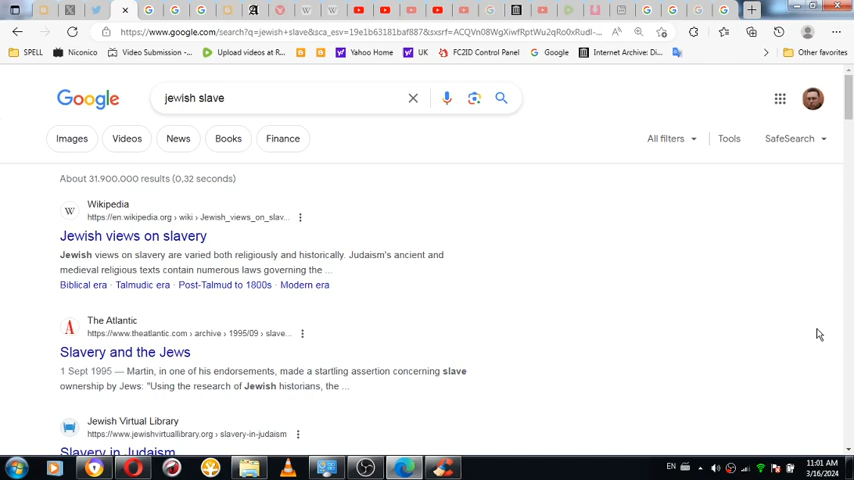 https://www.google.com/search?q=jewish+slave&sca_esv=19e1b63181baf887&sxsrf=ACQVn08WgXiwfRptWu2qRo0xRudI-...
SPELL
Niconico
Video Submission -...
Upload videos at R...
Yahoo Home
UK
FC2ID Control Panel
Google
Internet Archive: Di...
Other favorites
Google
jewish slave
Images
Videos
News
Books
Finance
All filters
Tools
SafeSearch
About 31.900.000 results (0,32 seconds)
Wikipedia
https://en.wikipedia.org › wiki › Jewish_views_on_slav...
Jewish views on slavery
Jewish views on slavery are varied both religiously and historically. Judaism's ancient and
medieval religious texts contain numerous laws governing the ...
Biblical era · Talmudic era · Post-Talmud to 1800s · Modern era
The Atlantic
https://www.theatlantic.com › archive › 1995/09 › slave...
Slavery and the Jews
1 Sept 1995 — Martin, in one of his endorsements, made a startling assertion concerning slave
ownership by Jews: "Using the research of Jewish historians, the ...
Jewish Virtual Library
https://www.jewishvirtuallibrary.org › slavery-in-judaism
Slavery in Judaism
EN
11:01 AM
3/16/2024